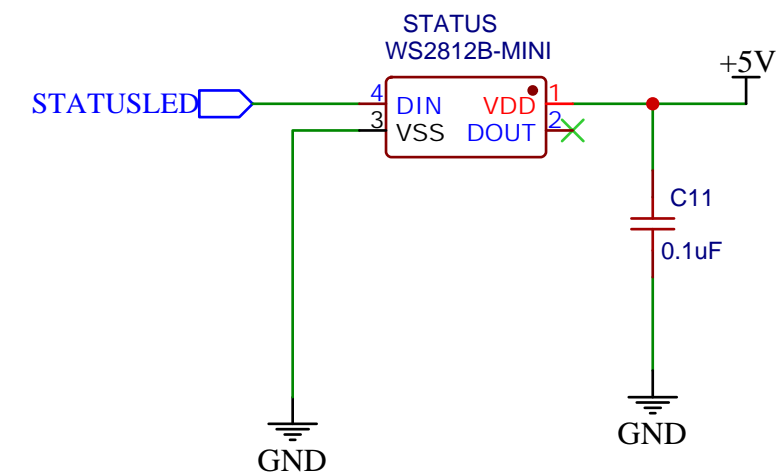 STATUS
WS2812B-MINI
+5V
STATUSLED
4 DIN VDD 1
3 VSS DOUT 2
C11
0.1uF
GND
GND